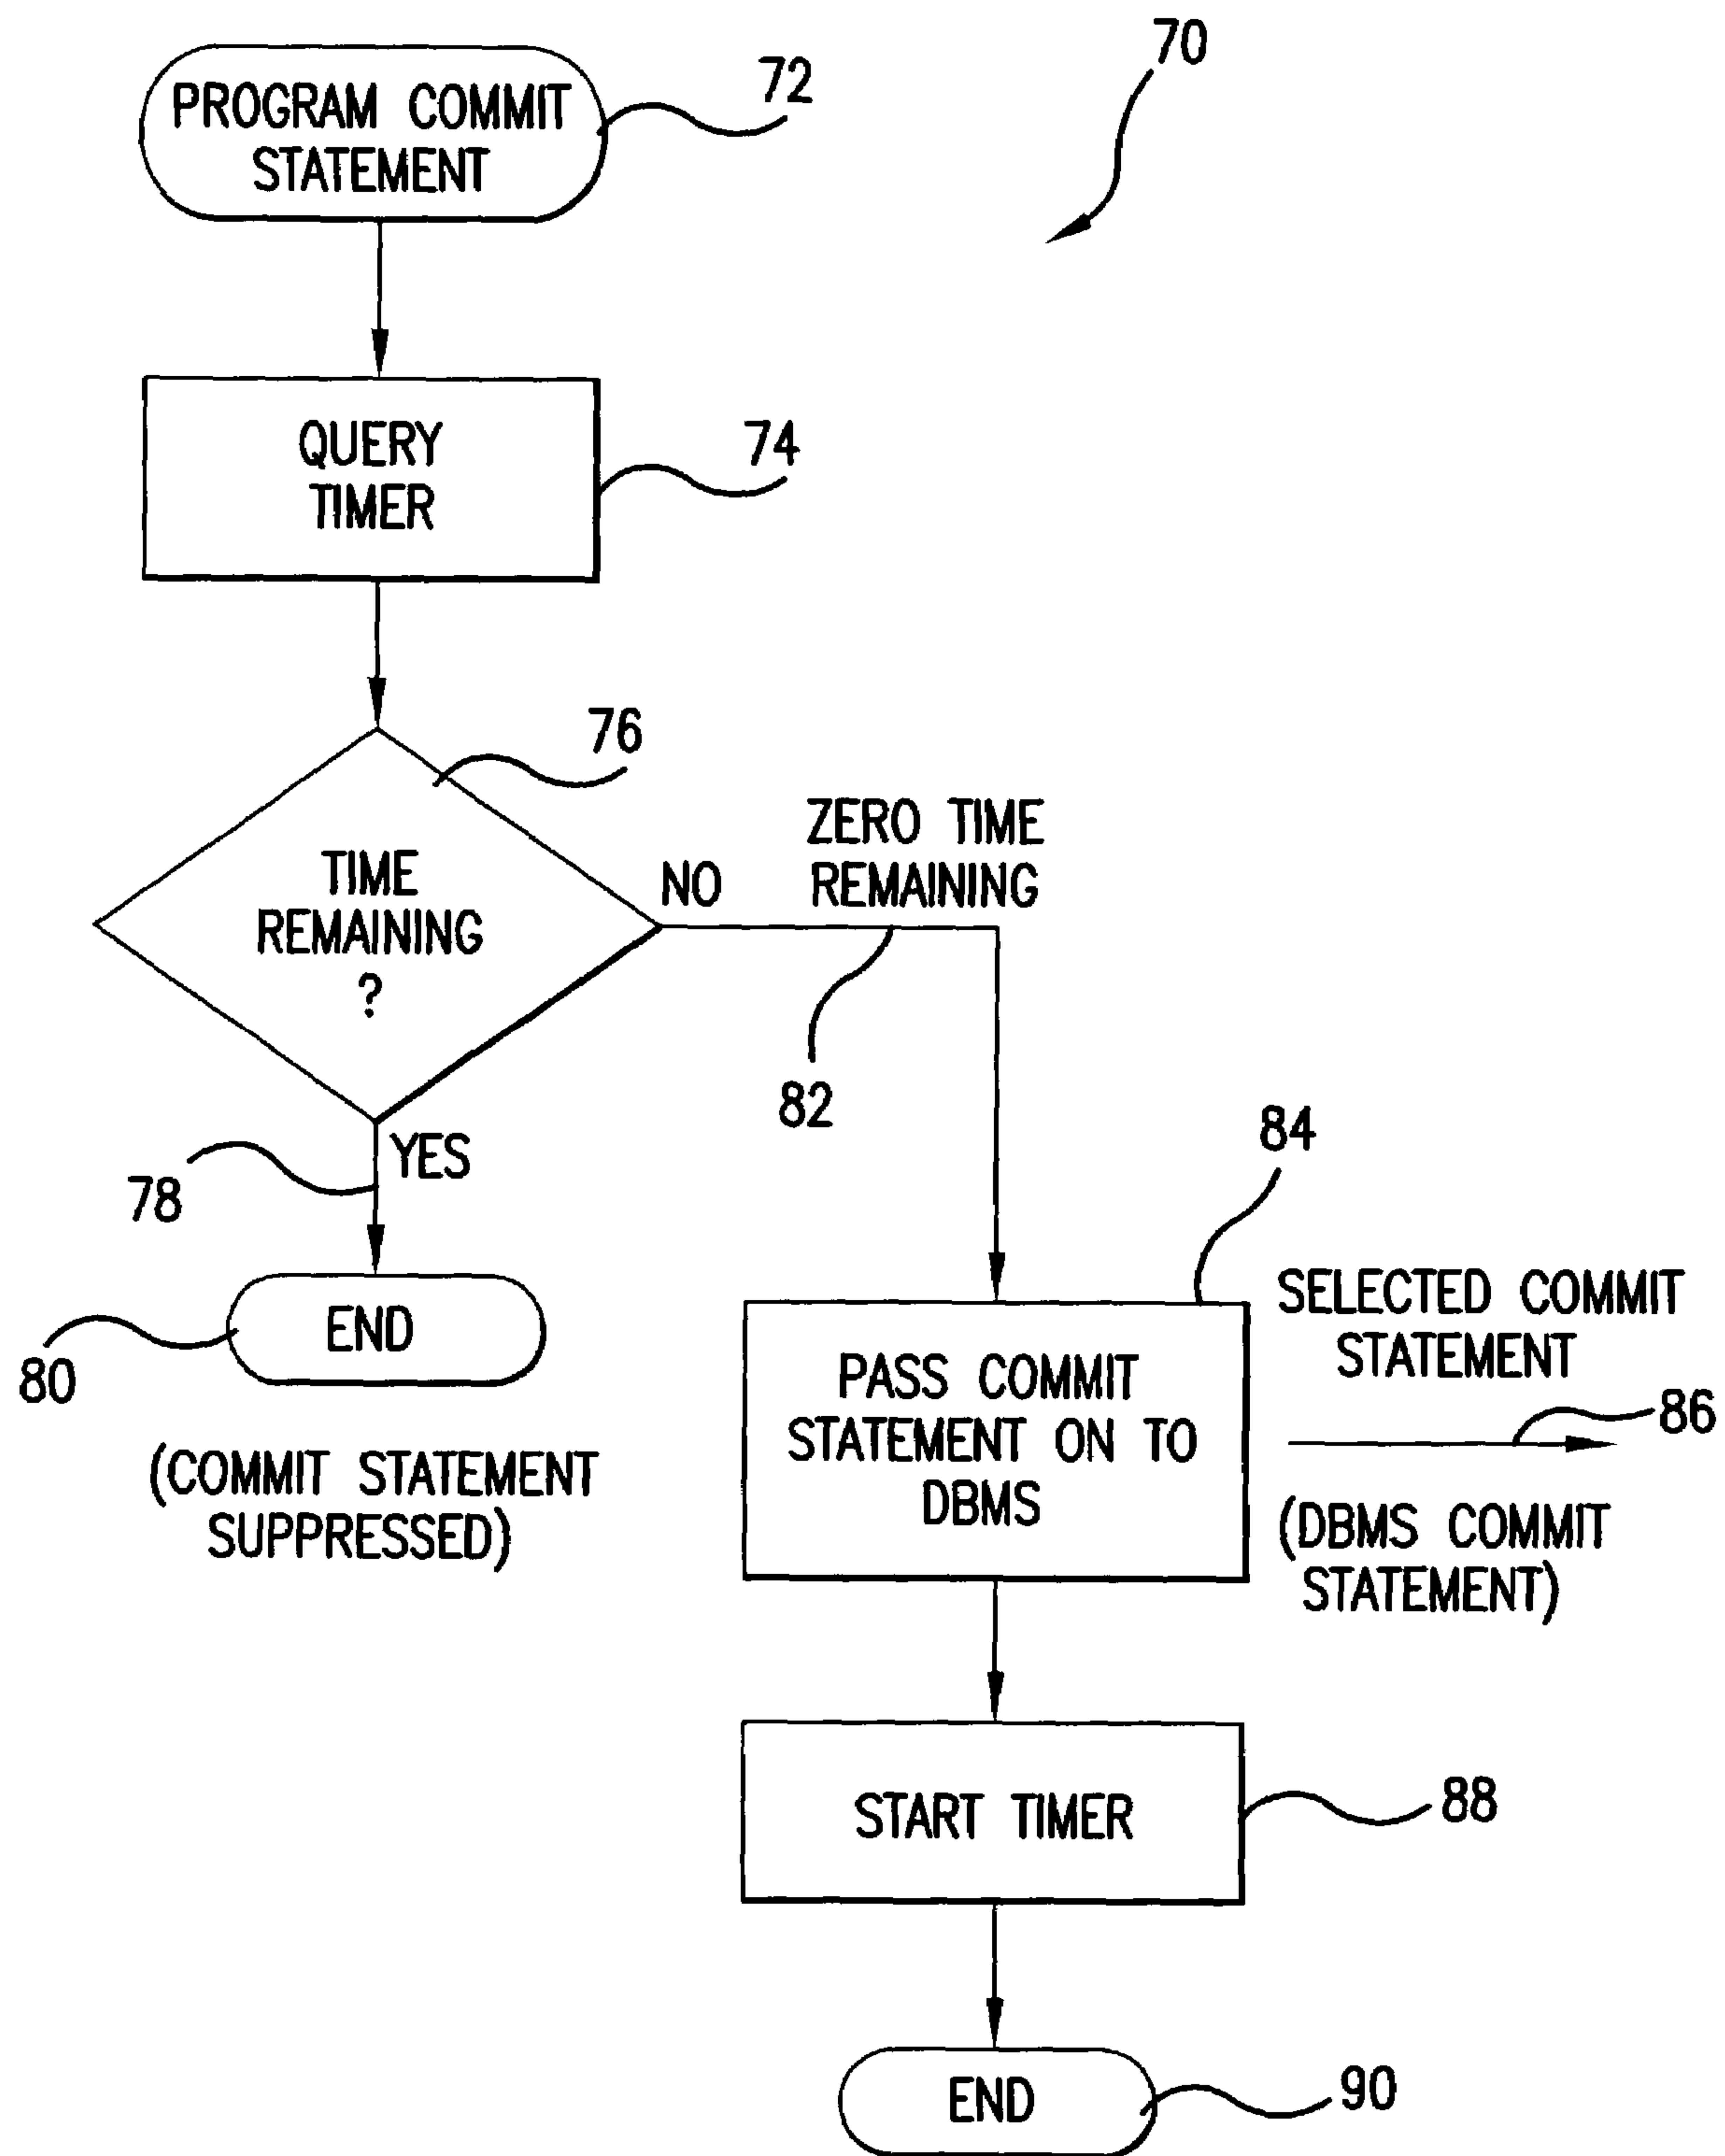 70
PROGRAM COMMIT
STATEMENT
72
QUERY
TIMER
74
76
TIME
REMAINING
?
NO
ZERO TIME
REMAINING
82
YES
78
END
80
(COMMIT STATEMENT
SUPPRESSED)
84
PASS COMMIT
STATEMENT ON TO
DBMS
SELECTED COMMIT
STATEMENT
86
(DBMS COMMIT
STATEMENT)
START TIMER
88
END
90